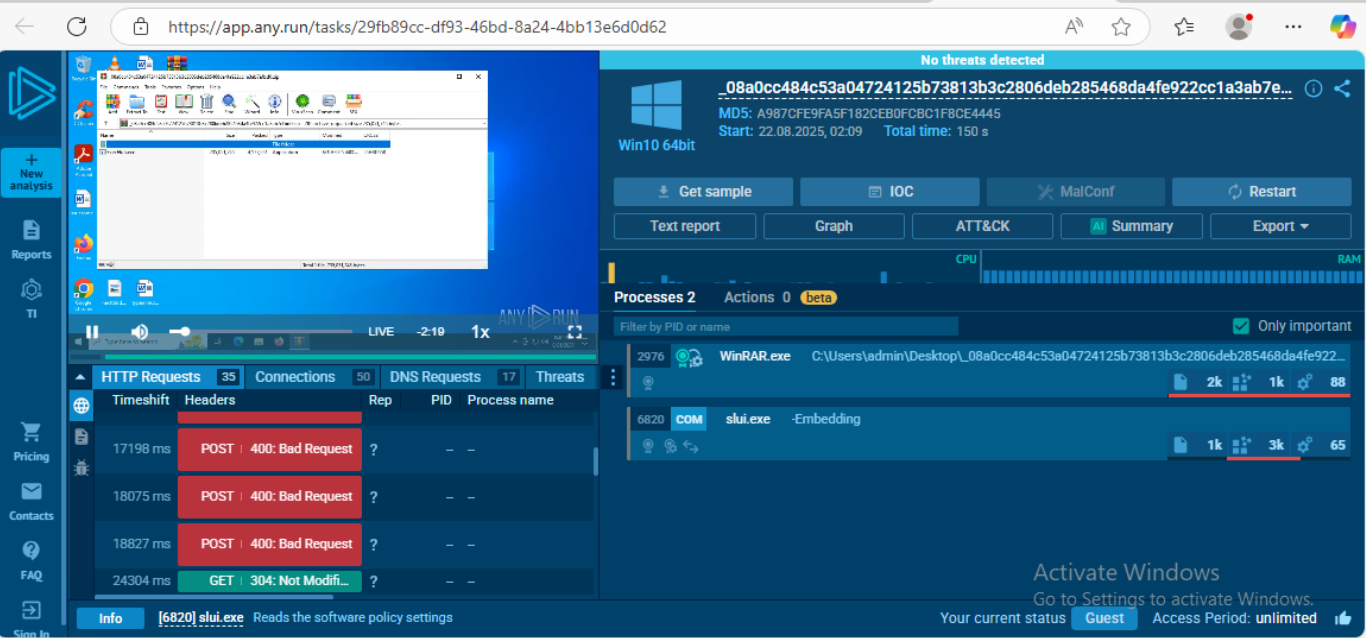 https://app.any.run/tasks/29fb89cc-df93-46bd-8a24-4bb13e6d0d62
No threats detected
_08a0cc484c53a04724125b73813b3c2806deb285468da4fe922cc1a3ab7e...
MD5: A987CFE9FA5F182CEB0FCBC1F8CE4445
Start: 22.08.2025, 02:09 Total time: 150 s
Win10 64bit
New analysis
Reports
TI
Pricing
Contacts
FAQ
Sign In
Get sample
IOC
MalConf
Restart
Text report
Graph
ATT&CK
AI Summary
Export
CPU
RAM
ANY RUN
LIVE
-2:19
1x
Processes 2
Actions 0 beta
Filter by PID or name
Only important
2976 WinRAR.exe C:\Users\admin\Desktop\_08a0cc484c53a04724125b73813b3c2806deb285468da4fe922...
2k 1k 88
6820 COM slui.exe -Embedding
1k 3k 65
HTTP Requests 35
Connections 50
DNS Requests 17
Threats
Timeshift Headers Rep PID Process name
17198 ms POST 400: Bad Request ? – –
18075 ms POST 400: Bad Request ? – –
18827 ms POST 400: Bad Request ? – –
24304 ms GET 304: Not Modifi... ? – –
Activate Windows
Go to Settings to activate Windows.
Info
[6820] slui.exe Reads the software policy settings
Your current status Guest Access Period: unlimited